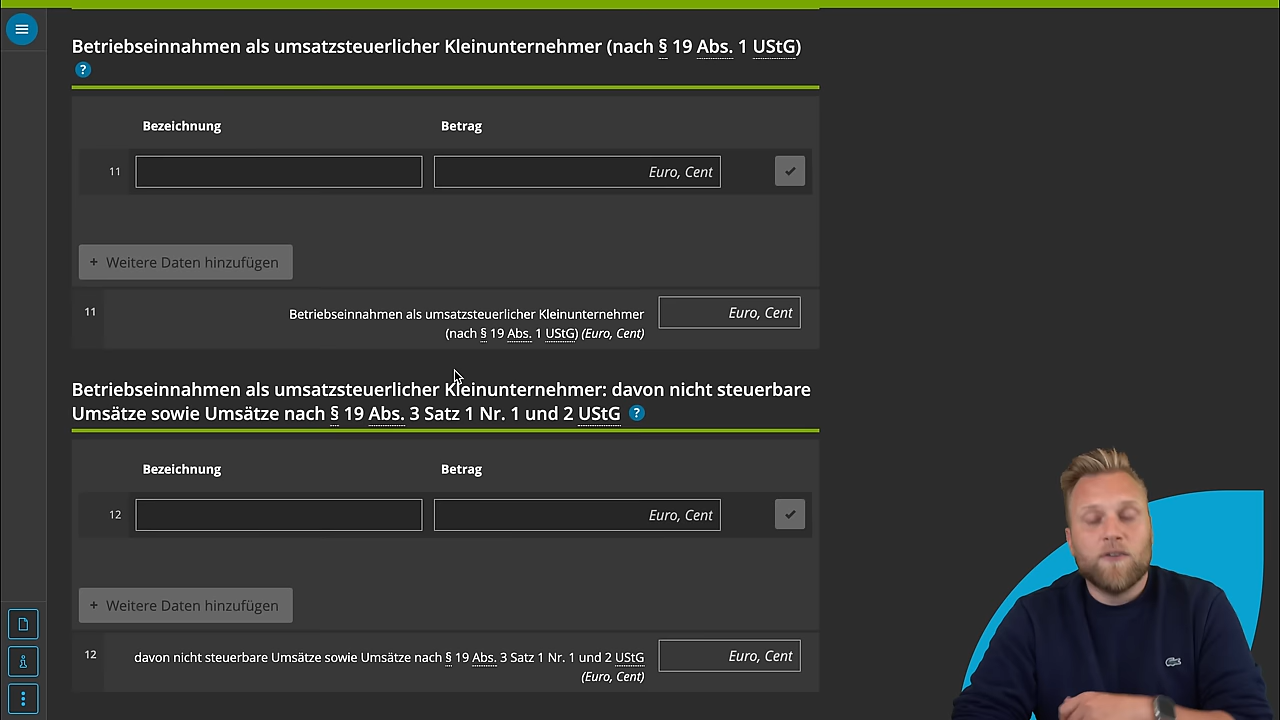 Betriebseinnahmen als umsatzsteuerlicher Kleinunternehmer (nach § 19 Abs. 1 UStG)
?
Bezeichnung Betrag
11 Euro, Cent
+ Weitere Daten hinzufügen
11 Betriebseinnahmen als umsatzsteuerlicher Kleinunternehmer Euro, Cent
(nach § 19 Abs. 1 UStG) (Euro, Cent)
Betriebseinnahmen als umsatzsteuerlicher Kleinunternehmer: davon nicht steuerbare
Umsätze sowie Umsätze nach § 19 Abs. 3 Satz 1 Nr. 1 und 2 UStG ?
Bezeichnung Betrag
12 Euro, Cent
+ Weitere Daten hinzufügen
12 davon nicht steuerbare Umsätze sowie Umsätze nach § 19 Abs. 3 Satz 1 Nr. 1 und 2 UStG Euro, Cent
(Euro, Cent)